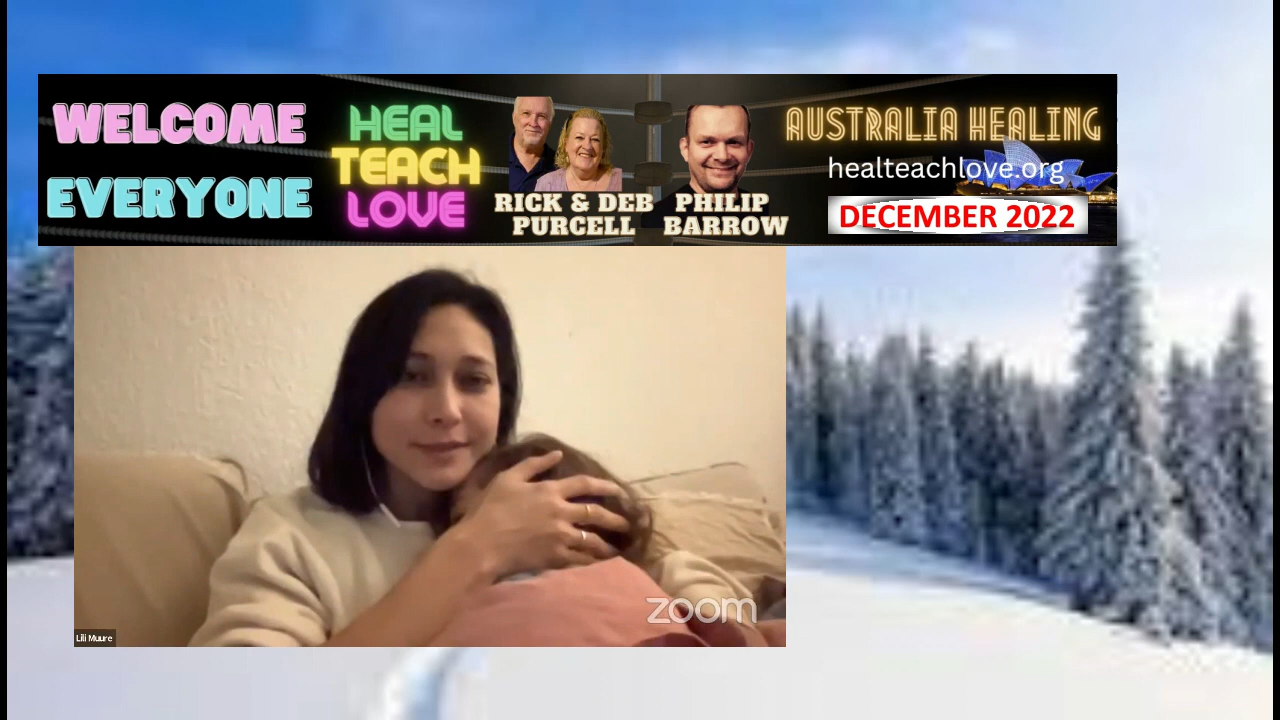 WELCOME
EVERYONE
HEAL
TEACH
LOVE
RICK & DEB
PURCELL
PHILIP
BARROW
AUSTRALIA HEALING
healteachlove.org
DECEMBER 2022
zoom
Lili Muure